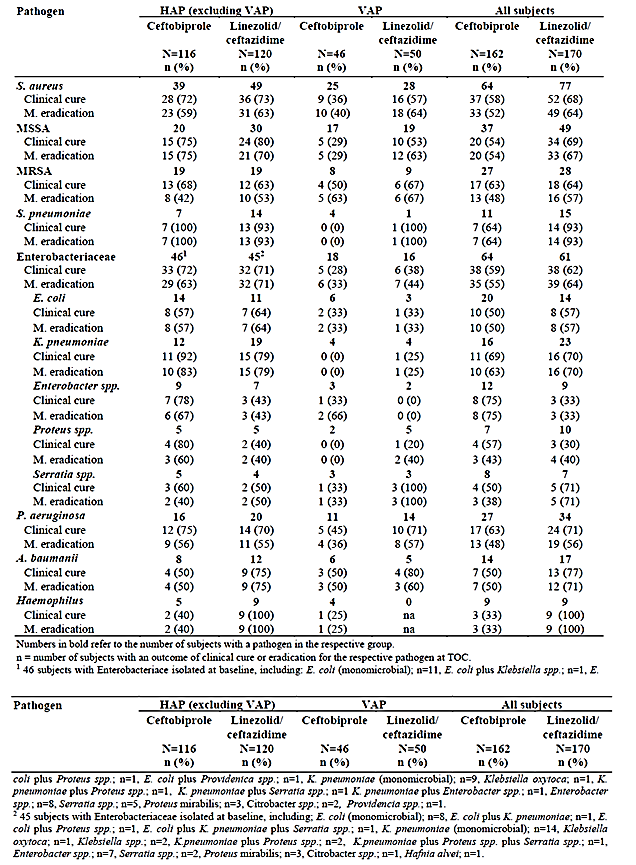 Pathogen HAP (excluding VAP) VAP All subjects
Ceftobiprole Linezolid/ceftazidime Ceftobiprole Linezolid/ceftazidime Ceftobiprole Linezolid/ceftazidime
N=116 N=120 N=46 N=50 N=162 N=170
n (%) n (%) n (%) n (%) n (%) n (%)
S. aureus 39 49 25 28 64 77
Clinical cure 28 (72) 36 (73) 9 (36) 16 (57) 37 (58) 52 (68)
M. eradication 23 (59) 31 (63) 10 (40) 18 (64) 33 (52) 49 (64)
MSSA 20 30 17 19 37 49
Clinical cure 15 (75) 24 (80) 5 (29) 10 (53) 20 (54) 34 (69)
M. eradication 15 (75) 21 (70) 5 (29) 12 (63) 20 (54) 33 (67)
MRSA 19 19 8 9 27 28
Clinical cure 13 (68) 12 (63) 4 (50) 6 (67) 17 (63) 18 (64)
M. eradication 8 (42) 10 (53) 5 (63) 6 (67) 13 (48) 16 (57)
S. pneumoniae 7 14 4 1 11 15
Clinical cure 7 (100) 13 (93) 0 (0) 1 (100) 7 (64) 14 (93)
M. eradication 7 (100) 13 (93) 0 (0) 1 (100) 7 (64) 14 (93)
Enterobacteriaceae 46¹ 45² 18 16 64 61
Clinical cure 33 (72) 32 (71) 5 (28) 6 (38) 38 (59) 38 (62)
M. eradication 29 (63) 32 (71) 6 (33) 7 (44) 35 (55) 39 (64)
E. coli 14 11 6 3 20 14
Clinical cure 8 (57) 7 (64) 2 (33) 1 (33) 10 (50) 8 (57)
M. eradication 8 (57) 7 (64) 2 (33) 1 (33) 10 (50) 8 (57)
K. pneumoniae 12 19 4 4 16 23
Clinical cure 11 (92) 15 (79) 0 (0) 1 (25) 11 (69) 16 (70)
M. eradication 10 (83) 15 (79) 0 (0) 1 (25) 10 (63) 16 (70)
Enterobacter spp. 9 7 3 2 12 9
Clinical cure 7 (78) 3 (43) 1 (33) 0 (0) 8 (75) 3 (33)
M. eradication 6 (67) 3 (43) 2 (66) 0 (0) 8 (75) 3 (33)
Proteus spp. 5 5 2 5 7 10
Clinical cure 4 (80) 2 (40) 0 (0) 1 (20) 4 (57) 3 (30)
M. eradication 3 (60) 2 (40) 0 (0) 2 (40) 3 (43) 4 (40)
Serratia spp. 5 4 3 3 8 7
Clinical cure 3 (60) 2 (50) 1 (33) 3 (100) 4 (50) 5 (71)
M. eradication 2 (40) 2 (50) 1 (33) 3 (100) 3 (38) 5 (71)
P. aeruginosa 16 20 11 14 27 34
Clinical cure 12 (75) 14 (70) 5 (45) 10 (71) 17 (63) 24 (71)
M. eradication 9 (56) 11 (55) 4 (36) 8 (57) 13 (48) 19 (56)
A. baumanii 8 12 6 5 14 17
Clinical cure 4 (50) 9 (75) 3 (50) 4 (80) 7 (50) 13 (77)
M. eradication 4 (50) 9 (75) 3 (50) 3 (60) 7 (50) 12 (71)
Haemophilus 5 9 4 0 9 9
Clinical cure 2 (40) 9 (100) 1 (25) na 3 (33) 9 (100)
M. eradication 2 (40) 9 (100) 1 (25) na 3 (33) 9 (100)
Numbers in bold refer to the number of subjects with a pathogen in the respective group.
n = number of subjects with an outcome of clinical cure or eradication for the respective pathogen at TOC.
¹ 46 subjects with Enterobacteriace isolated at baseline, including: E. coli (monomicrobial); n=11, E. coli plus Klebstella spp.; n=1, E.
Pathogen HAP (excluding VAP) VAP All subjects
Ceftobiprole Linezolid/ceftazidime Ceftobiprole Linezolid/ceftazidime Ceftobiprole Linezolid/ceftazidime
N=116 N=120 N=46 N=50 N=162 N=170
n (%) n (%) n (%) n (%) n (%) n (%)
coli plus Proteus spp.; n=1, E. coli plus Providenica spp.; n=1, K. pneumoniae (monomicrobial); n=9, Klebstella oxytoca; n=1, K.
pneumoniae plus Proteus spp.; n=1, K. pneumoniae plus Serratia spp.; n=1 K. pneumoniae plus Enterobacter spp.; n=1, Enterobacter
spp.; n=8, Serratia spp.; n=5, Proteus mirabilis; n=3, Citrobacter spp.; n=2, Providencia spp.; n=1.
² 45 subjects with Enterobacteriaceae isolated at baseline, including; E. coli (monomicrobial); n=8, E. coli plus K. pneumoniae; n=1, E.
coli plus Proteus spp.; n=1, E. coli plus K. pneumoniae plus Serratia spp.; n=1, K. pneumoniae (monomicrobial); n=14, Klebstella
oxytoca; n=1, Klebstella spp.; n=2, K.pneumoniae plus Proteus spp.; n=2, K.pneumoniae plus Proteus spp. plus Serratia spp.; n=1,
Enterobacter spp.; n=7, Serratia spp.; n=2, Proteus mirabilis; n=3, Citrobacter spp.; n=1, Hafnia alvei; n=1.